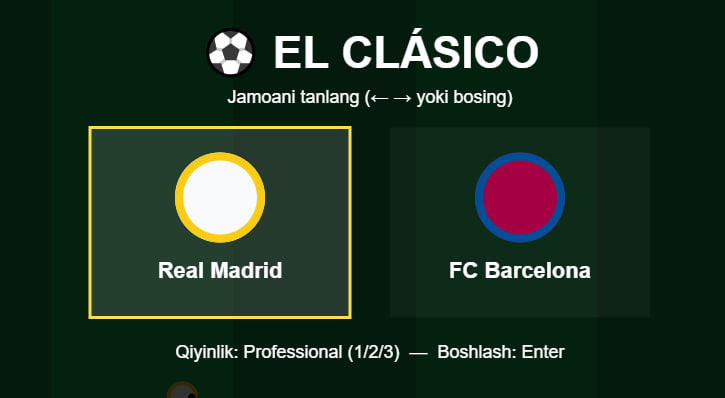 EL CLÁSICO
Jamoani tanlang (← → yoki bosing)
Real Madrid
FC Barcelona
Qiyinlik: Professional (1/2/3) — Boshlash: Enter